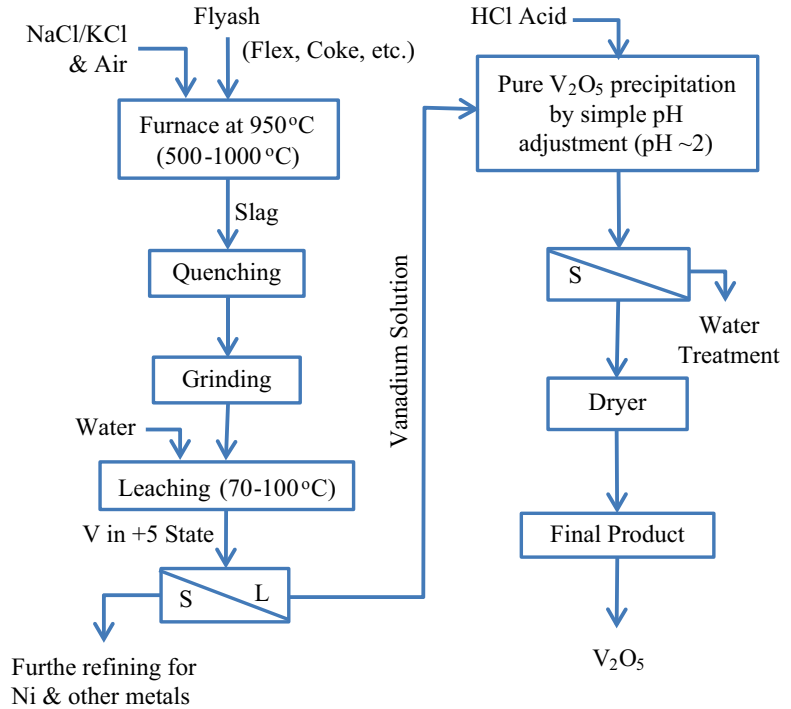 NaCl/KCl
& Air
Flyash
(Flex, Coke, etc.)
Furnace at 950°C
(500-1000°C)
Slag
Quenching
Grinding
Water
Leaching (70-100°C)
V in +5 State
S
L
Furthe refining for
Ni & other metals
Vanadium Solution
HCl Acid
Pure V₂O₅ precipitation
by simple pH
adjustment (pH ~2)
S
Water
Treatment
Dryer
Final Product
V₂O₅